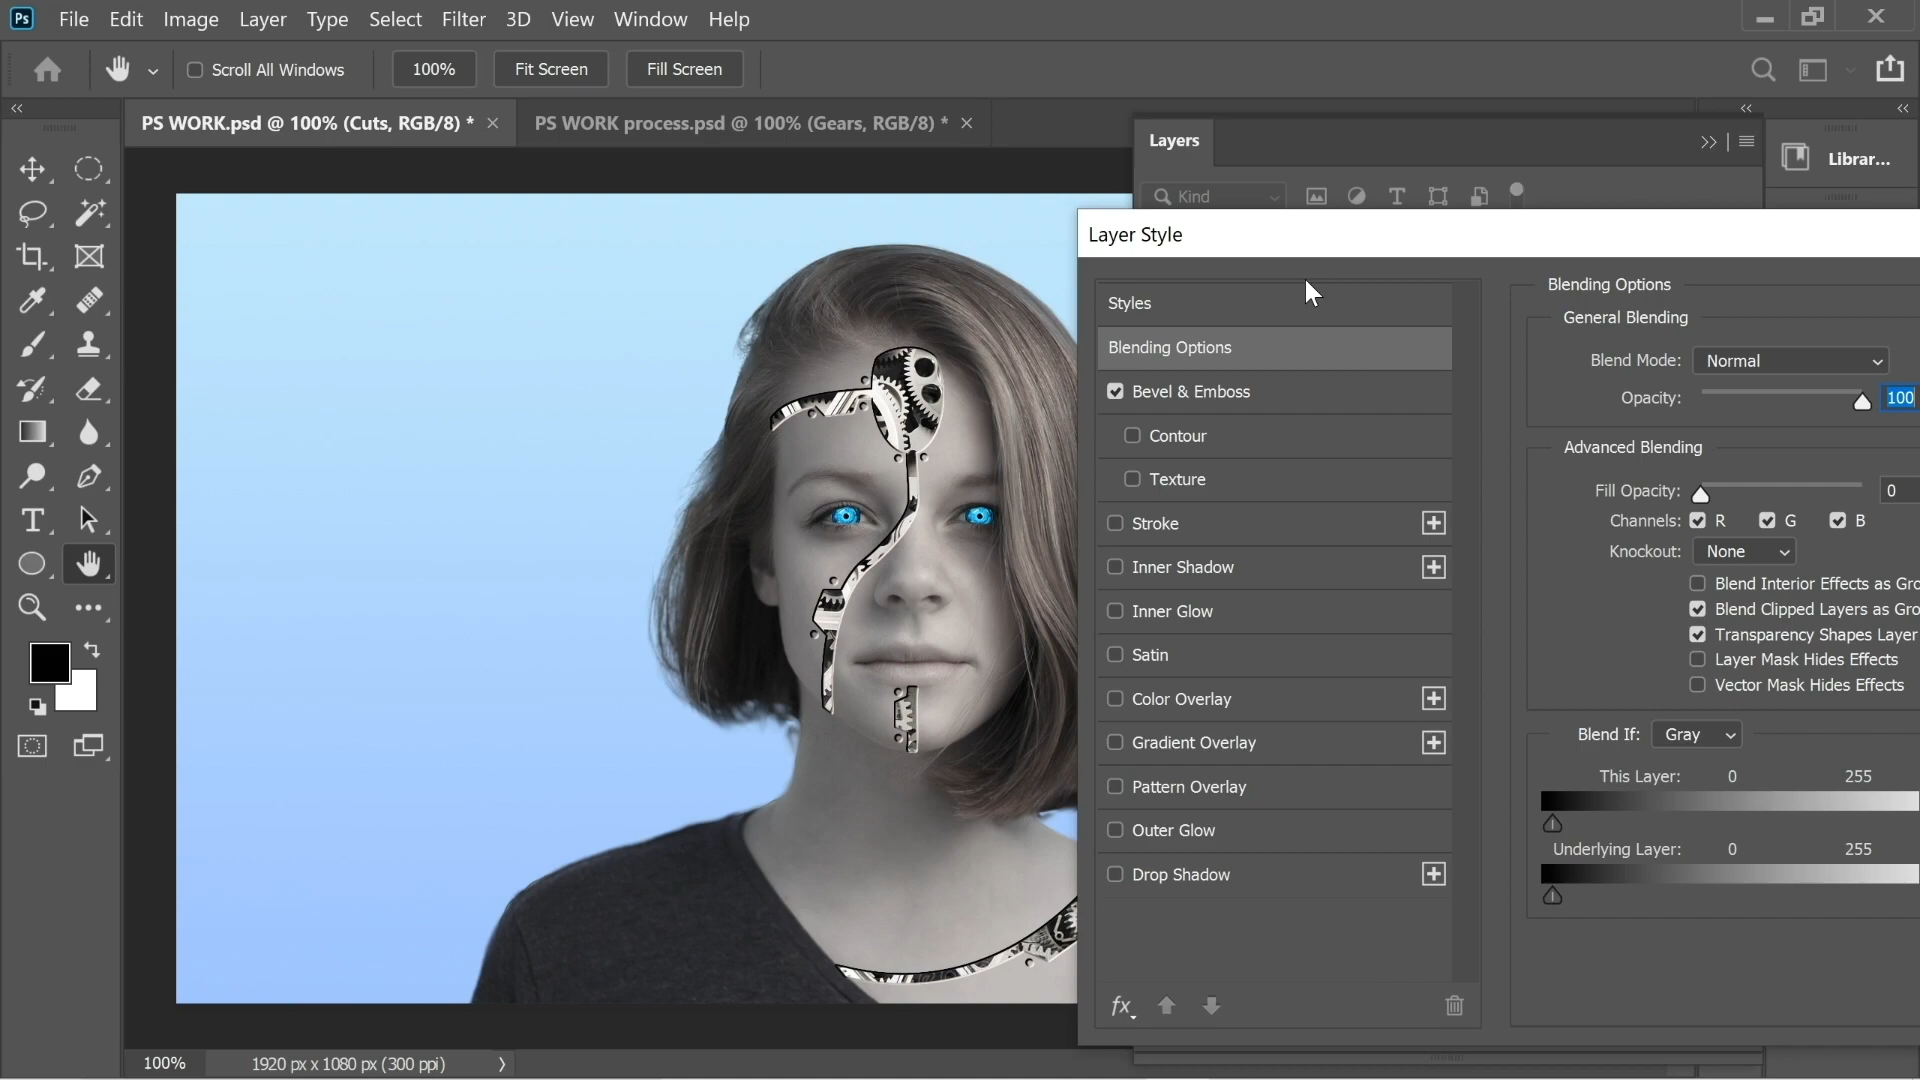 Ps File Edit Image Layer Type Select Filter 3D View Window Help
Scroll All Windows 100% Fit Screen Fill Screen
PS WORK.psd @ 100% (Cuts, RGB/8) * × PS WORK process.psd @ 100% (Gears, RGB/8) * ×
Layers
Librar...
Kind
Layer Style
Styles
Blending Options
Bevel & Emboss
Contour
Texture
Stroke
Inner Shadow
Inner Glow
Satin
Color Overlay
Gradient Overlay
Pattern Overlay
Outer Glow
Drop Shadow
fx
Blending Options
General Blending
Blend Mode: Normal
Opacity: 100
Advanced Blending
Fill Opacity: 0
Channels: R G B
Knockout: None
Blend Interior Effects as Gro
Blend Clipped Layers as Gro
Transparency Shapes Layer
Layer Mask Hides Effects
Vector Mask Hides Effects
Blend If: Gray
This Layer: 0 255
Underlying Layer: 0 255
100% 1920 px x 1080 px (300 ppi)